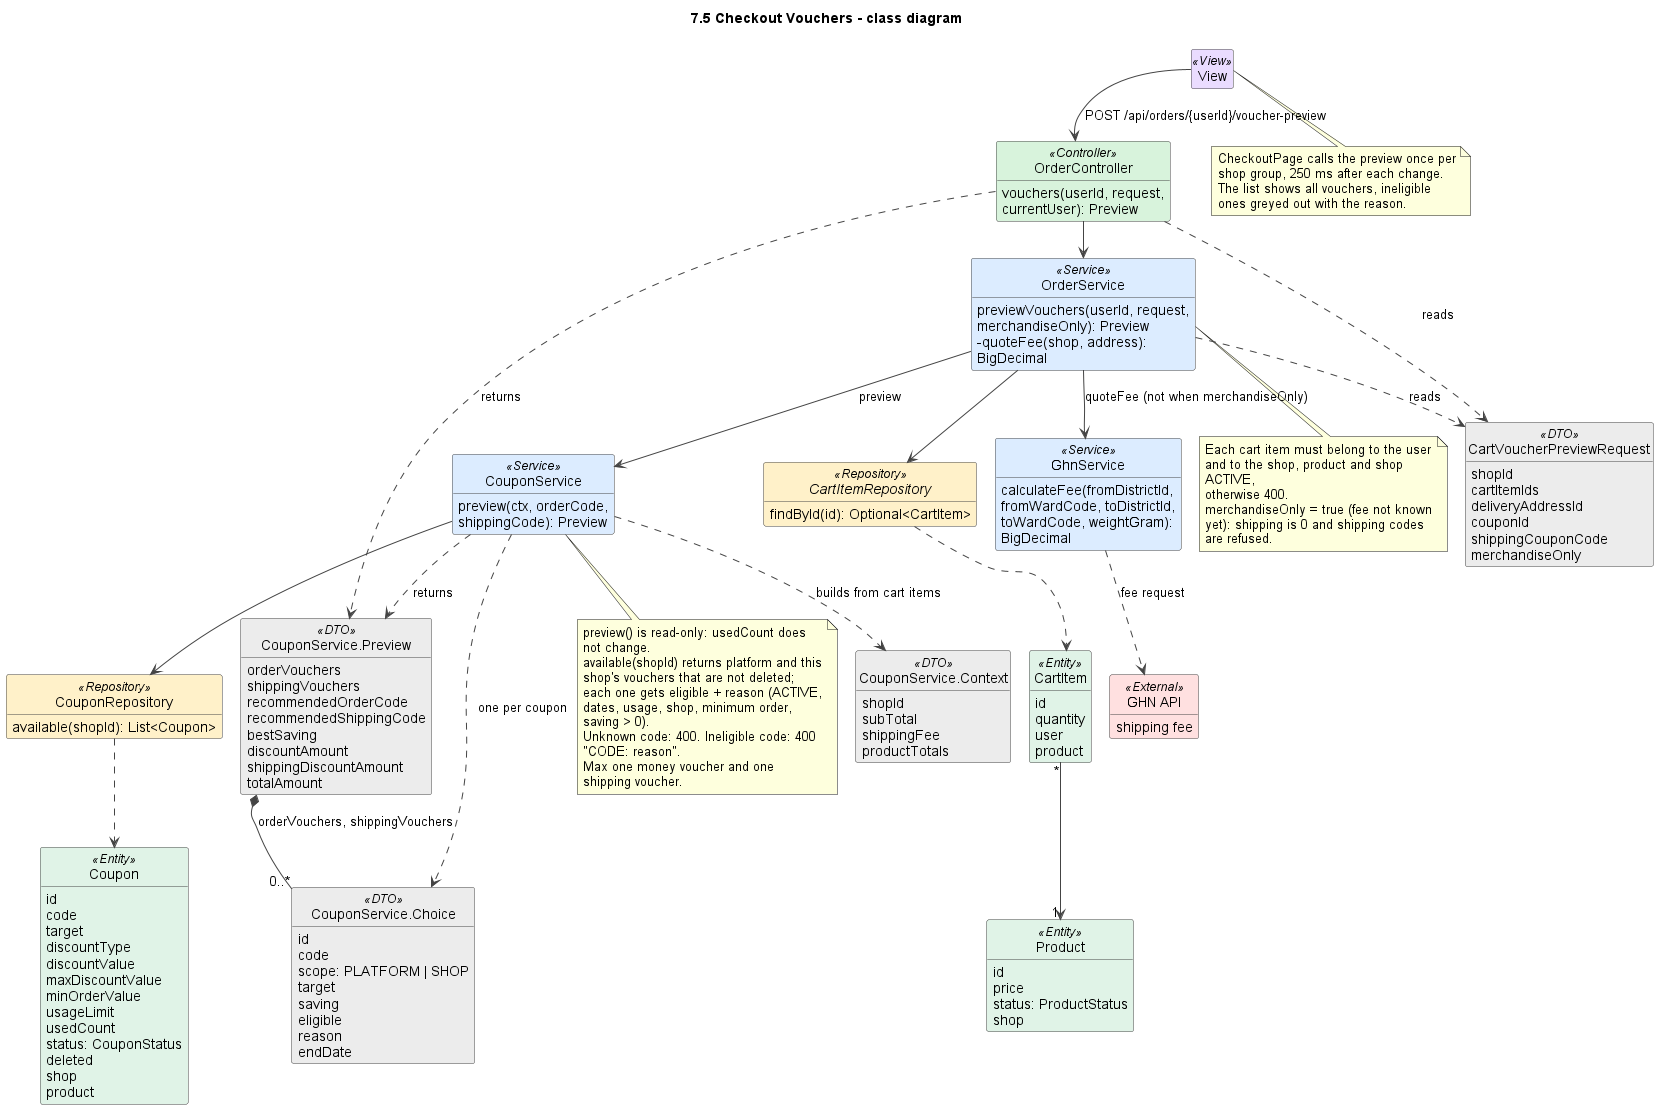 7.5 Checkout Vouchers - class diagram
«View»
View
POST /api/orders/{userId}/voucher-preview
«Controller»
OrderController
vouchers(userId, request,
currentUser): Preview
CheckoutPage calls the preview once per
shop group, 250 ms after each change.
The list shows all vouchers, ineligible
ones greyed out with the reason.
«Service»
OrderService
previewVouchers(userId, request,
merchandiseOnly): Preview
-quoteFee(shop, address):
BigDecimal
reads
returns
preview
quoteFee (not when merchandiseOnly)
reads
«Service»
CouponService
preview(ctx, orderCode,
shippingCode): Preview
«Repository»
CartItemRepository
findById(id): Optional<CartItem>
«Service»
GhnService
calculateFee(fromDistrictId,
fromWardCode, toDistrictId,
toWardCode, weightGram):
BigDecimal
Each cart item must belong to the user
and to the shop, product and shop
ACTIVE,
otherwise 400.
merchandiseOnly = true (fee not known
yet): shipping is 0 and shipping codes
are refused.
«DTO»
CartVoucherPreviewRequest
shopId
cartItemIds
deliveryAddressId
couponId
shippingCouponCode
merchandiseOnly
returns
builds from cart items
fee request
«Repository»
CouponRepository
available(shopId): List<Coupon>
«DTO»
CouponService.Preview
orderVouchers
shippingVouchers
recommendedOrderCode
recommendedShippingCode
bestSaving
discountAmount
shippingDiscountAmount
totalAmount
one per coupon
preview() is read-only: usedCount does
not change.
available(shopId) returns platform and this
shop's vouchers that are not deleted;
each one gets eligible + reason (ACTIVE,
dates, usage, shop, minimum order,
saving > 0).
Unknown code: 400. Ineligible code: 400
"CODE: reason".
Max one money voucher and one
shipping voucher.
«DTO»
CouponService.Context
shopId
subTotal
shippingFee
productTotals
«Entity»
CartItem
id
quantity
user
product
«External»
GHN API
shipping fee
*
orderVouchers, shippingVouchers
0..*
1
«Entity»
Coupon
id
code
target
discountType
discountValue
maxDiscountValue
minOrderValue
usageLimit
usedCount
status: CouponStatus
deleted
shop
product
«DTO»
CouponService.Choice
id
code
scope: PLATFORM | SHOP
target
saving
eligible
reason
endDate
«Entity»
Product
id
price
status: ProductStatus
shop